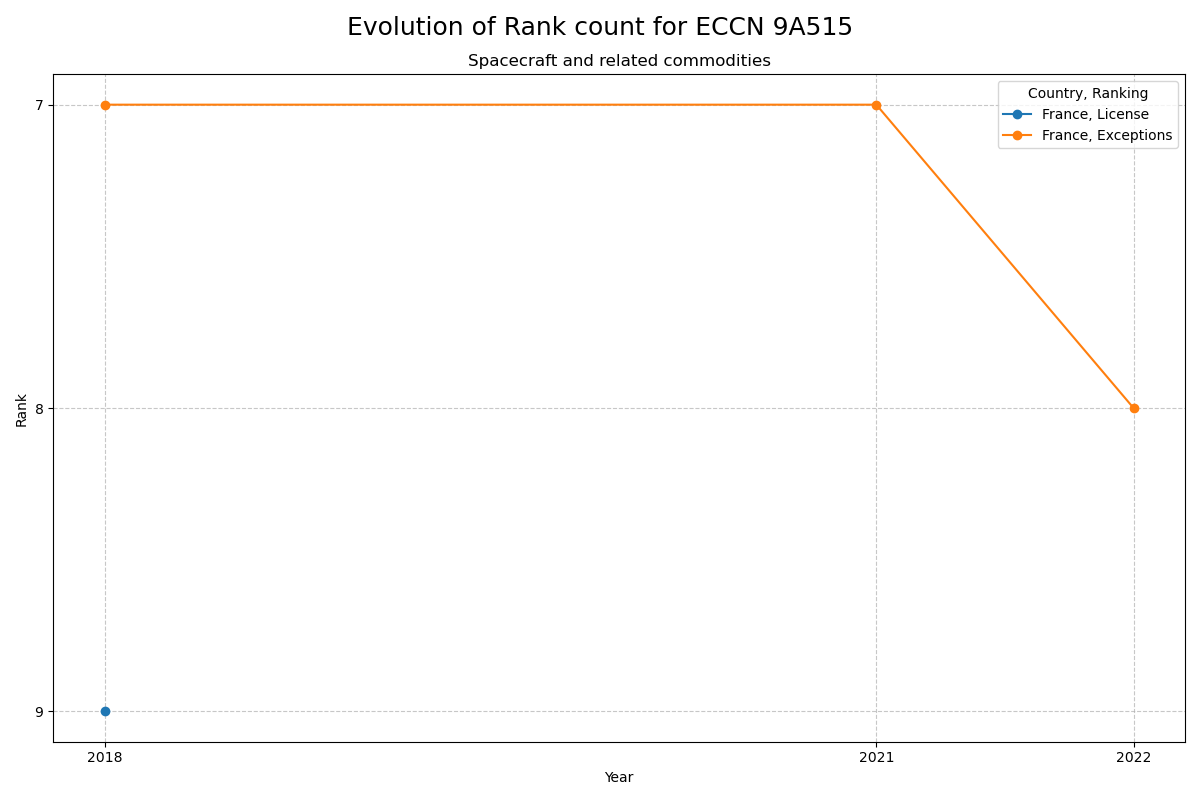 Evolution of Rank count for ECCN 9A515
Spacecraft and related commodities
Country, Ranking
France, License
France, Exceptions
7
8
9
Rank
2018
2021
2022
Year